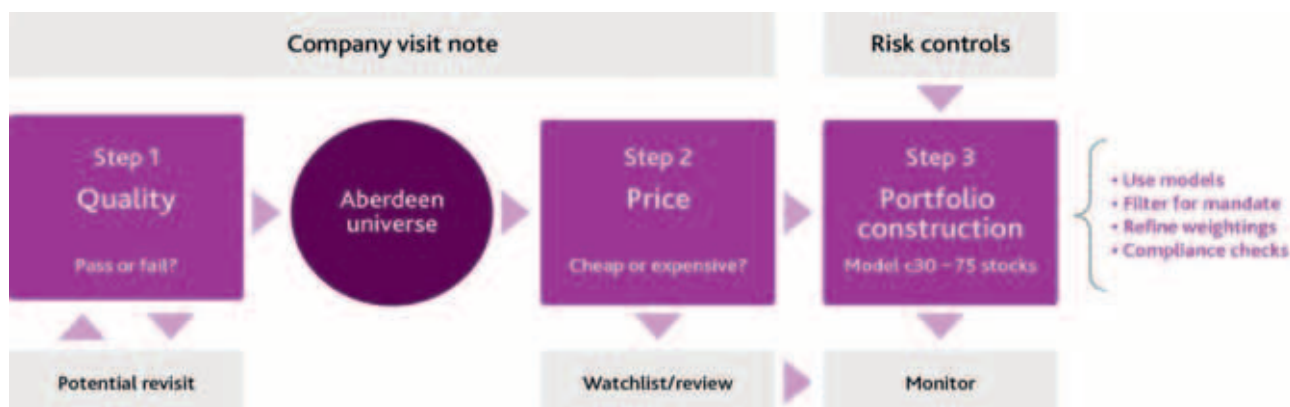 Company visit note
Risk controls
Step 1
Quality
Pass or fail?
Aberdeen
universe
Step 2
Price
Cheap or expensive?
Step 3
Portfolio
construction
Model c30 – 75 stocks
• Use models
• Filter for mandate
• Refine weightings
• Compliance checks
Potential revisit
Watchlist/review
Monitor